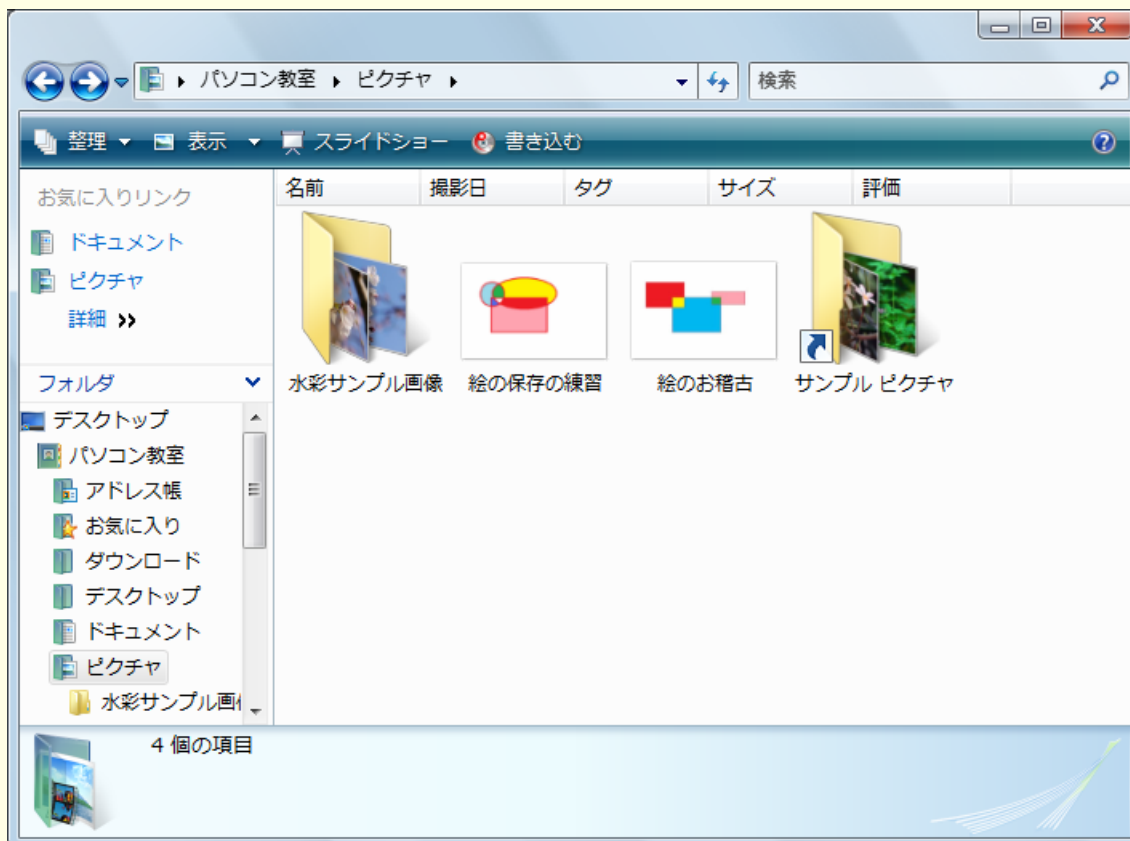 パソコン教室 ピクチャ 検索
整理 表示 スライドショー 書き込む
お気に入りリンク
ドキュメント
ピクチャ
詳細
フォルダ
デスクトップ
パソコン教室
アドレス帳
お気に入り
ダウンロード
デスクトップ
ドキュメント
ピクチャ
水彩サンプル画
名前 撮影日 タグ サイズ 評価
水彩サンプル画像 絵の保存の練習 絵のお稽古 サンプル ピクチャ
4 個の項目